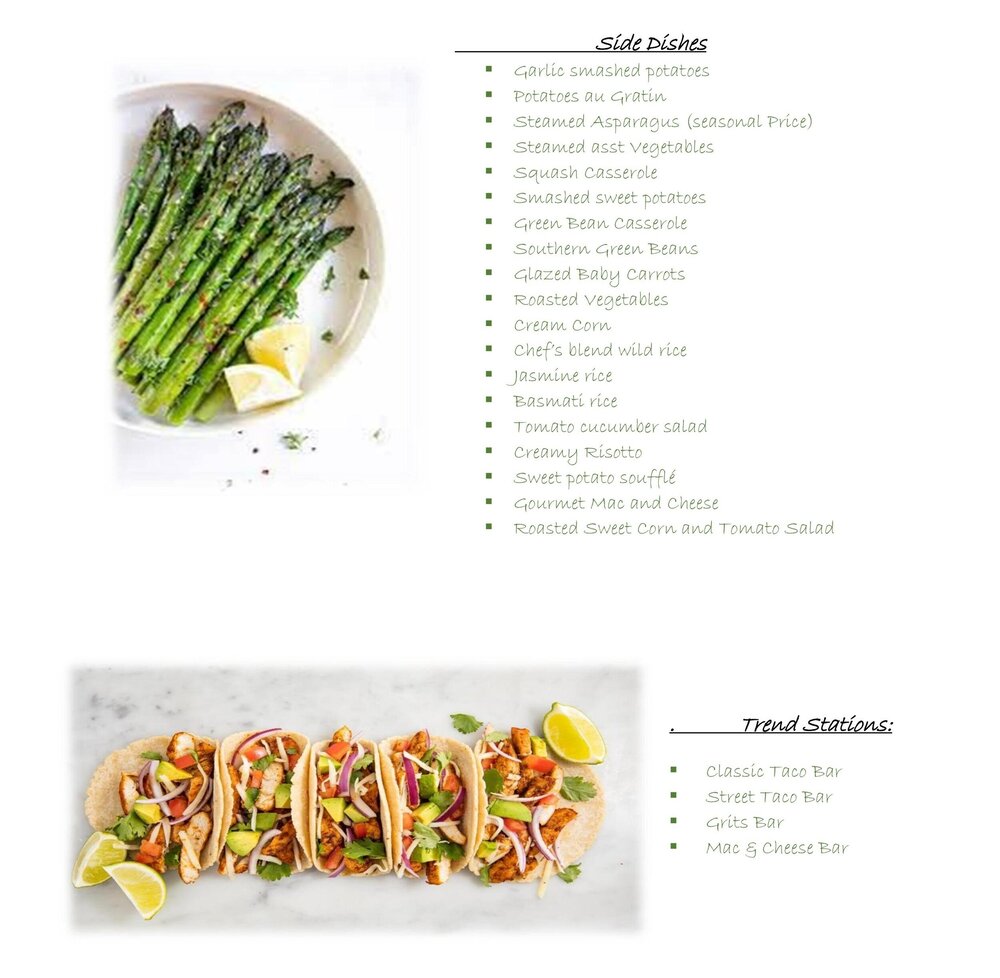 Side Dishes
▪ Garlic smashed potatoes
▪ Potatoes au Gratin
▪ Steamed Asparagus (seasonal Price)
▪ Steamed asst Vegetables
▪ Squash Casserole
▪ Smashed sweet potatoes
▪ Green Bean Casserole
▪ Southern Green Beans
▪ Glazed Baby Carrots
▪ Roasted Vegetables
▪ Cream Corn
▪ Chef's blend wild rice
▪ Jasmine rice
▪ Basmati rice
▪ Tomato cucumber salad
▪ Creamy Risotto
▪ Sweet potato soufflé
▪ Gourmet Mac and Cheese
▪ Roasted Sweet Corn and Tomato Salad
. Trend Stations:
▪ Classic Taco Bar
▪ Street Taco Bar
▪ Grits Bar
▪ Mac & Cheese Bar